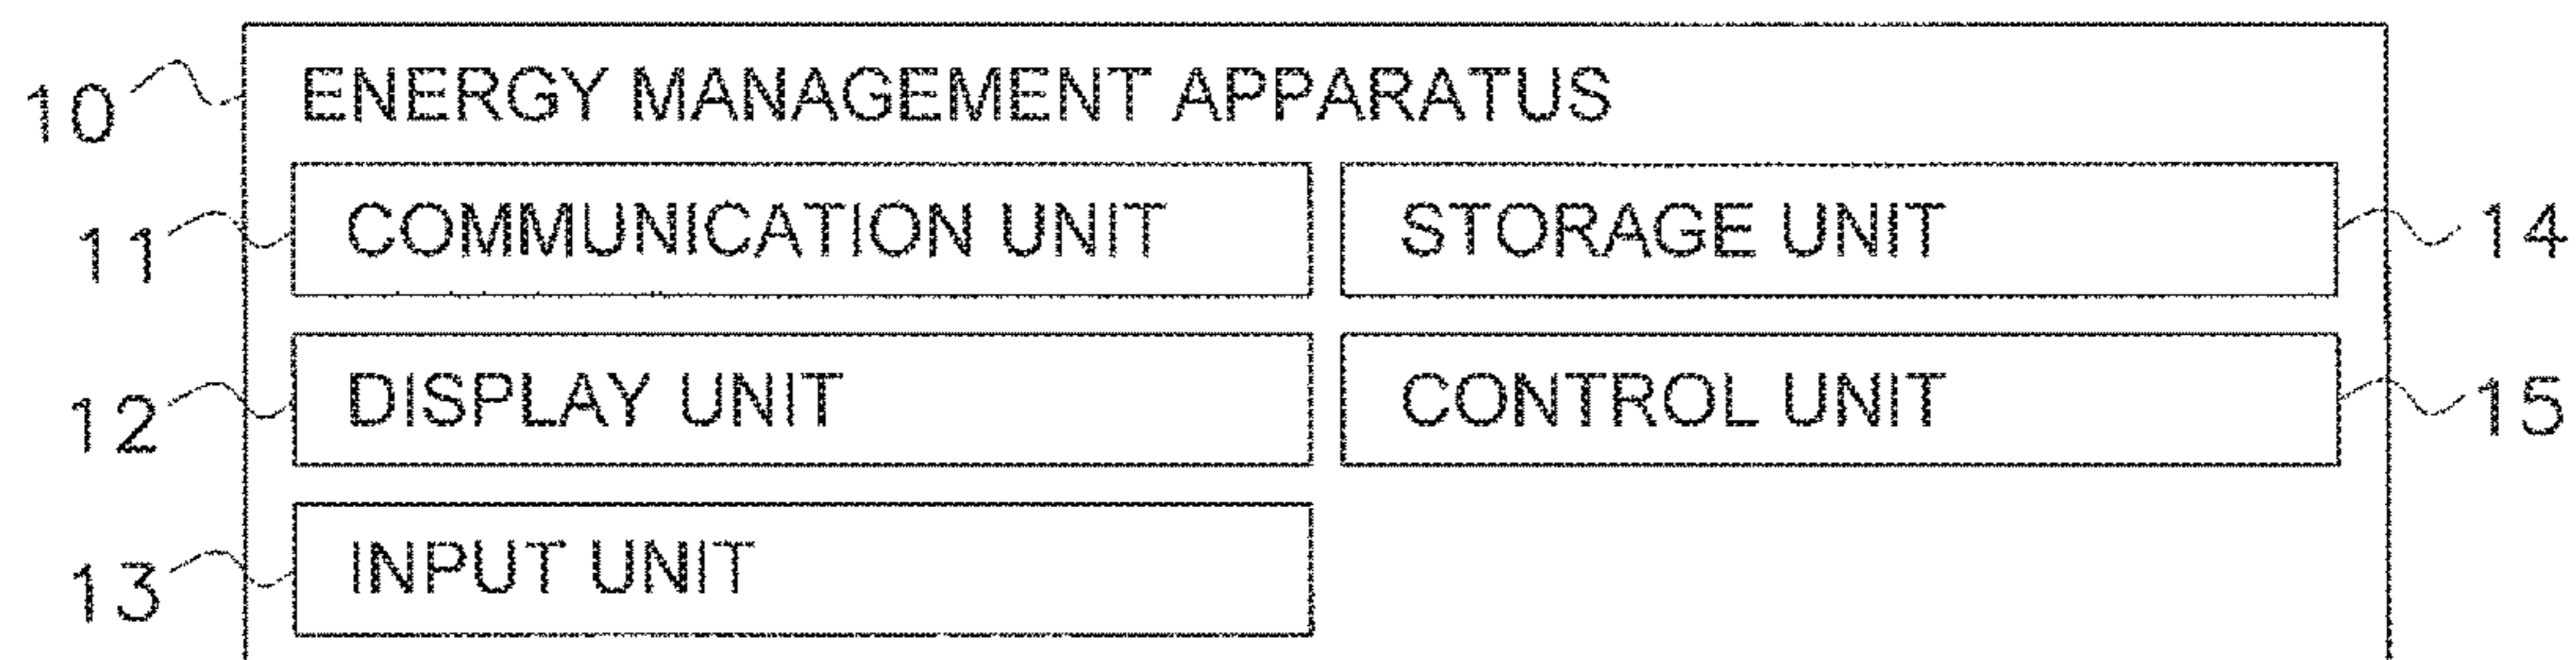 10 ENERGY MANAGEMENT APPARATUS
11 COMMUNICATION UNIT STORAGE UNIT 14
12 DISPLAY UNIT CONTROL UNIT 15
13 INPUT UNIT